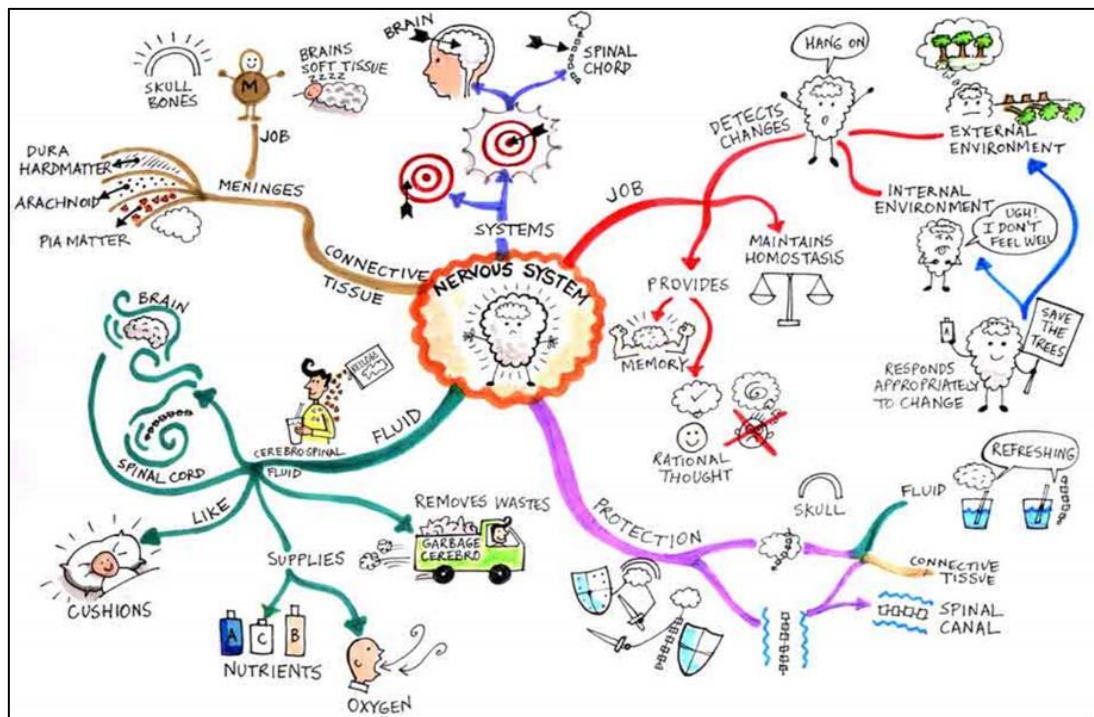 SKULL
BONES
M
BRAINS
SOFT TISSUE
ZZZZ
JOB
DURA
HARDMATTER
ARACHNOID
PIA MATTER
MENINGES
CONNECTIVE
TISSUE
BRAIN
SPINAL
CHORD
SYSTEMS
NERVOUS SYSTEM
JOB
DETECTS
CHANGES
HANG ON
EXTERNAL
ENVIRONMENT
INTERNAL
ENVIRONMENT
UGH!
I DON'T
FEEL WELL
MAINTAINS
HOMOSTASIS
PROVIDES
MEMORY
RATIONAL
THOUGHT
A
SAVE
THE
TREES
RESPONDS
APPROPRIATELY
TO CHANGE
BRAIN
SPINAL CORD
CEREBROSPINAL
FLUID
FLUID
LIKE
CUSHIONS
SUPPLIES
A
C
B
NUTRIENTS
OXYGEN
REMOVES WASTES
GARBAGE
CEREBRO
PROTECTION
SKULL
FLUID
REFRESHING
CONNECTIVE
TISSUE
SPINAL
CANAL